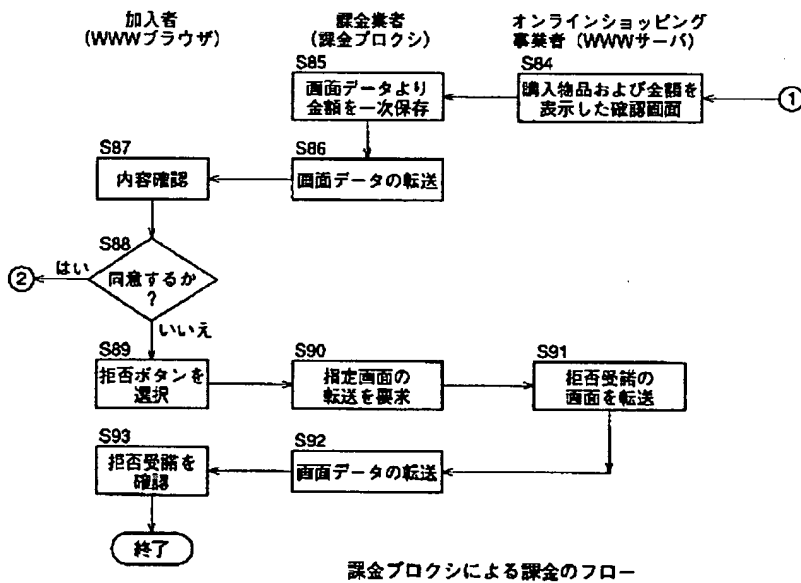 加入者
(WWWブラウザ)
課金業者
(課金プロクシ)
オンラインショッピング
事業者(WWWサーバ)
S84
購入物品および金額を
表示した確認画面
①
S85
画面データより
金額を一次保存
S86
画面データの転送
S87
内容確認
S88
同意するか
?
はい
②
いいえ
S89
拒否ボタンを
選択
S90
指定画面の
転送を要求
S91
拒否受諾の
画面を転送
S92
画面データの転送
S93
拒否受諾を
確認
終了
課金プロクシによる課金のフロー